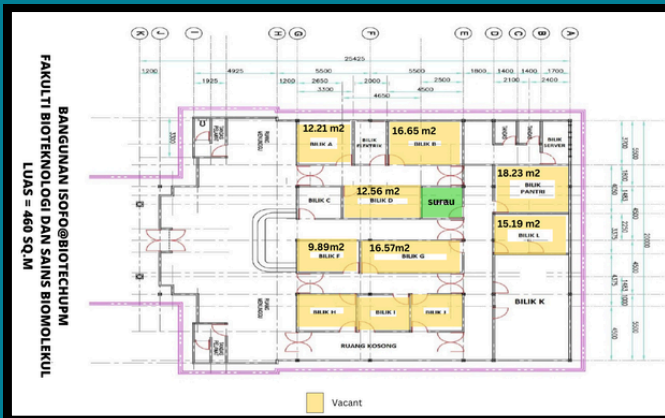 K J I H G F E D C B A
25425
1200 4925 1200 5500 5500 1800 1400 1400 1700
1925 2650 2000 2500 2100 2400
3300 4500
4650
12.21 m2
BILIK A
BILIK
ELEKTRIK
16.65 m2
BILIK B
BILIK
SERVER
BILIK C
12.56 m2
BILIK D
surau
18.23 m2
BILIK
PANTRI
15.19 m2
BILIK L
9.89m2
BILIK F
16.57m2
BILIK G
BILIK H
BILIK I
BILIK J
BILIK K
RUANG KOSONG
BANGUNAN ISOFO@BIOTECHUPM
FAKULTI BIOTEKNOLOGI DAN SAINS BIOMOLEKUL
LUAS = 460 SQ.M
Vacant